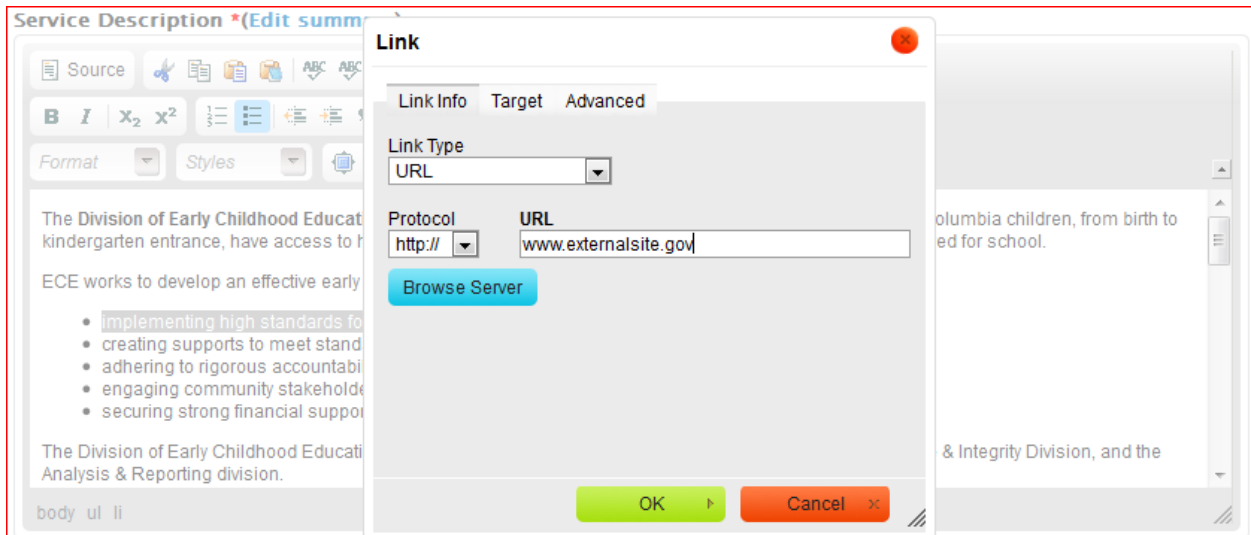 Service Description *(Edit summ
Link
Source
ABC
ABC
Link Info Target Advanced
B I X₂ X²
Link Type
Format Styles
URL
The Division of Early Childhood Educati
olumbia children, from birth to
Protocol URL
kindergarten entrance, have access to h
ed for school.
http:// www.externalsite.gov
ECE works to develop an effective early
Browse Server
• implementing high standards fo
• creating supports to meet stand
• adhering to rigorous accountabi
• engaging community stakeholde
• securing strong financial suppor
The Division of Early Childhood Educati
& Integrity Division, and the
Analysis & Reporting division.
OK Cancel
body ul li